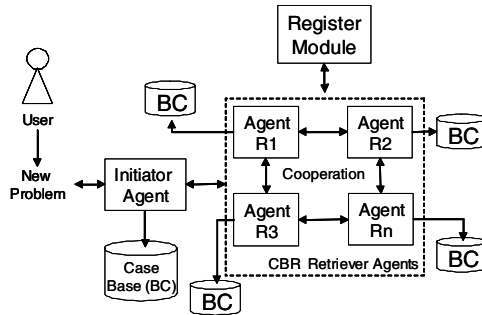 Register
Module
BC
User
Agent
R1
Agent
R2
BC
New
Problem
Initiator
Agent
Cooperation
Agent
R3
Agent
Rn
Case
Base (BC)
BC
CBR Retriever Agents
BC